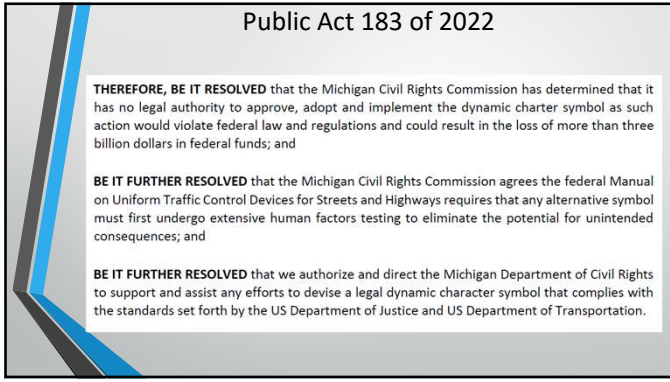 Public Act 183 of 2022
THEREFORE, BE IT RESOLVED that the Michigan Civil Rights Commission has determined that it
has no legal authority to approve, adopt and implement the dynamic charter symbol as such
action would violate federal law and regulations and could result in the loss of more than three
billion dollars in federal funds; and
BE IT FURTHER RESOLVED that the Michigan Civil Rights Commission agrees the federal Manual
on Uniform Traffic Control Devices for Streets and Highways requires that any alternative symbol
must first undergo extensive human factors testing to eliminate the potential for unintended
consequences; and
BE IT FURTHER RESOLVED that we authorize and direct the Michigan Department of Civil Rights
to support and assist any efforts to devise a legal dynamic character symbol that complies with
the standards set forth by the US Department of Justice and US Department of Transportation.